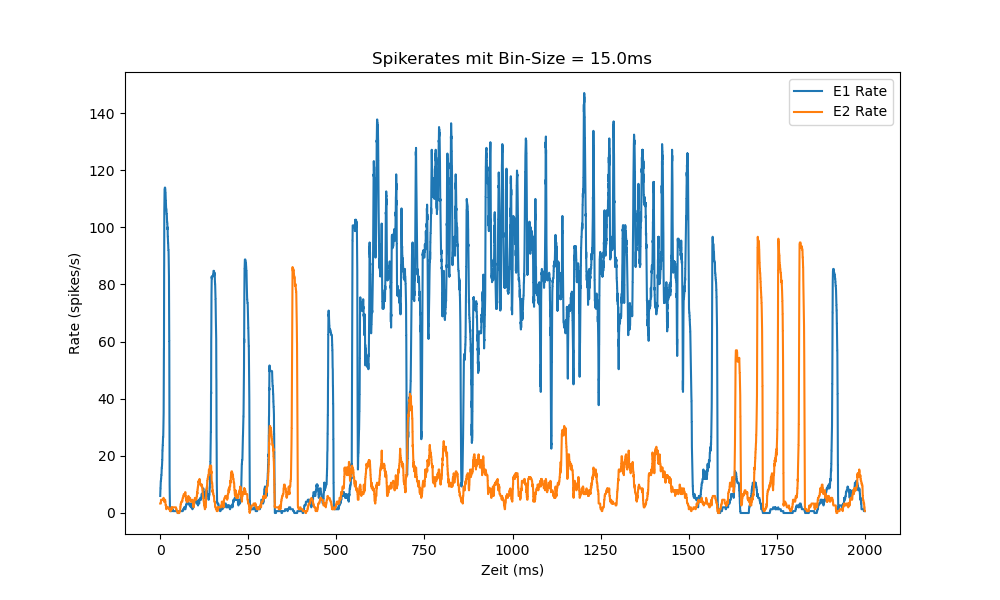 Spikerates mit Bin-Size = 15.0ms
E1 Rate
E2 Rate
Rate (spikes/s)
140
120
100
80
60
40
20
0
0 250 500 750 1000 1250 1500 1750 2000
Zeit (ms)